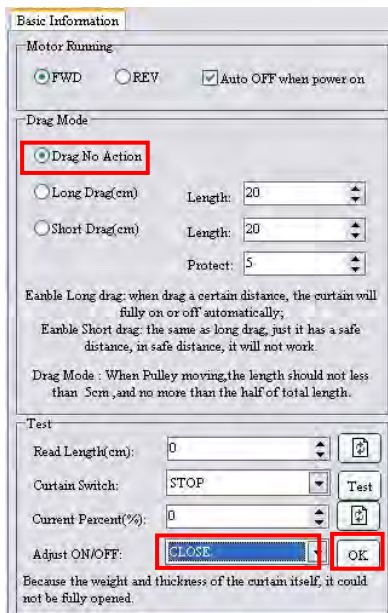 Basic Information
Motor Running
FWD REV Auto OFF when power on
Drag Mode
Drag No Action
Long Drag(cm) Length: 20
Short Drag(cm) Length: 20
Protect: 5
Eanble Long drag: when drag a certain distance, the curtain will
fully on or off automatically;
Eanble Short drag: the same as long drag, just it has a safe
distance, in safe distance, it will not work
Drag Mode : When Pulley moving,the length should not less
than 5cm ,and no more than the half of total length.
Test
Read Length(cm): 0
Curtain Switch: STOP Test
Current Percent(%): 0
Adjust ON/OFF: CLOSE OK
Because the weight and thickness of the curtain itself, it could
not be fully opened.